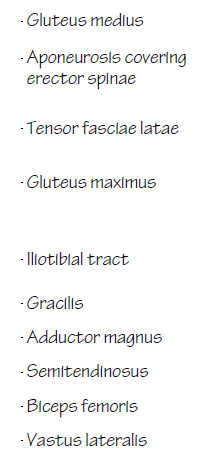 · Gluteus medius
· Aponeurosis covering
erector spinae
· Tensor fasciae latae
· Gluteus maximus
· Iliotibial tract
· Gracilis
· Adductor magnus
· Semitendinosus
· Biceps femoris
· Vastus lateralis